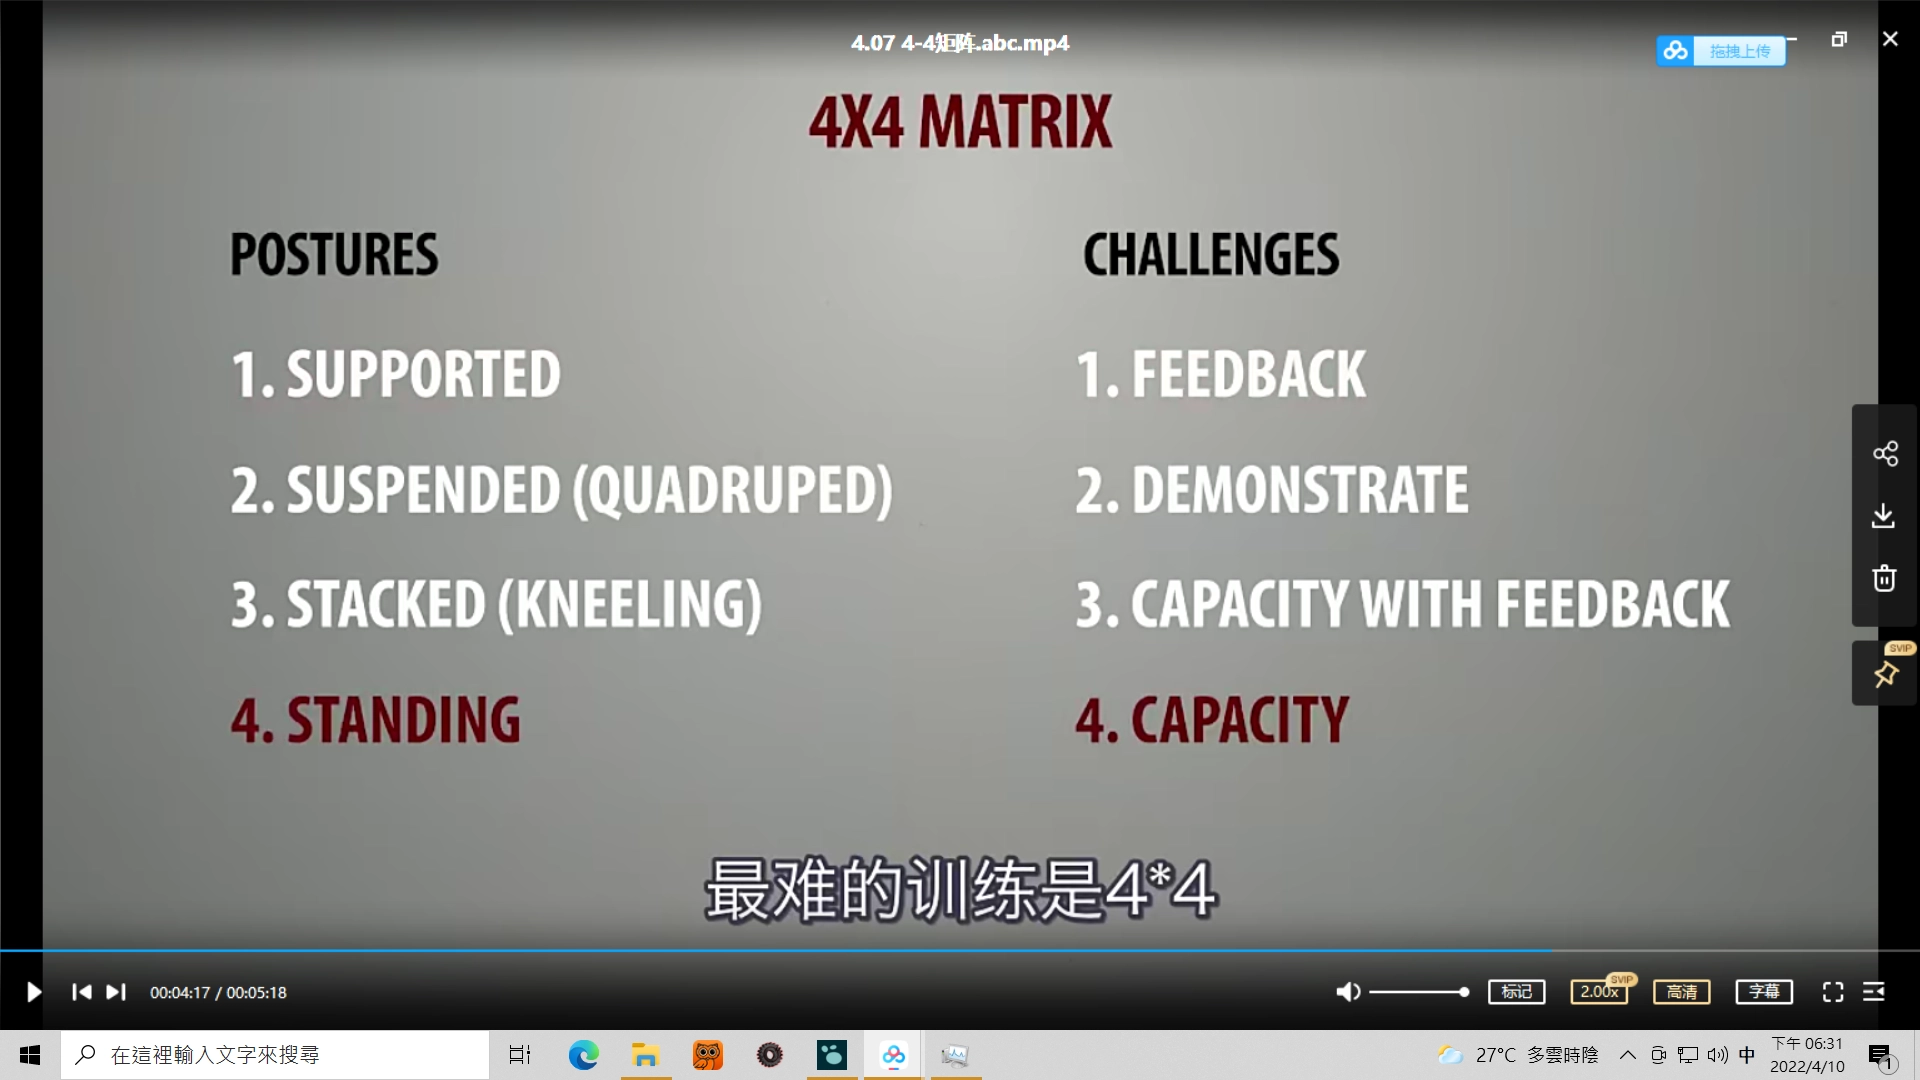 4.07 4-4矩阵.abc.mp4
拖拽上传
4X4 MATRIX
POSTURES
CHALLENGES
1. SUPPORTED
1. FEEDBACK
2. SUSPENDED (QUADRUPED)
2. DEMONSTRATE
3. STACKED (KNEELING)
3. CAPACITY WITH FEEDBACK
SVIP
4. STANDING
4. CAPACITY
最难的训练是4*4
00:04:17 / 00:05:18
标记
2.00x
SVIP
高清
字幕
在這裡輸入文字來搜尋
27°C 多雲時陰
中
下午 06:31
2022/4/10
1